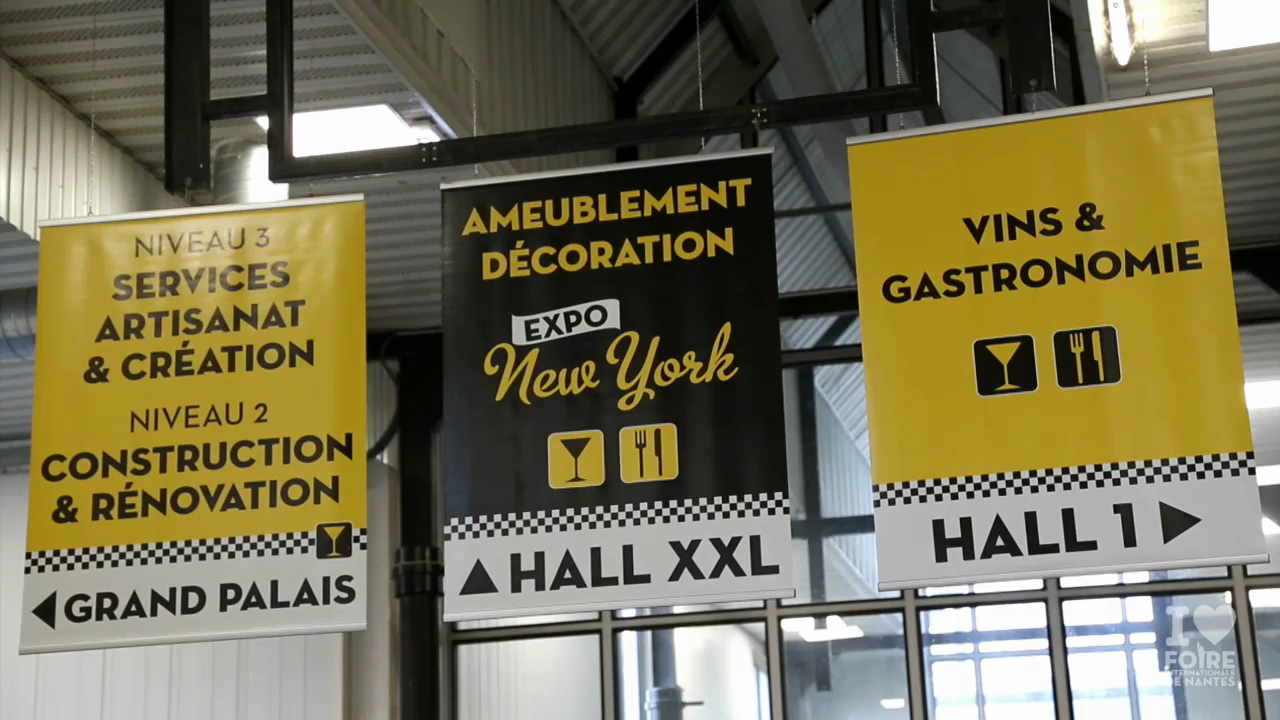 NIVEAU 3
SERVICES
ARTISANAT
& CRÉATION
NIVEAU 2
CONSTRUCTION
& RÉNOVATION
GRAND PALAIS
AMEUBLEMENT
DÉCORATION
EXPO
New York
HALL XXL
VINS &
GASTRONOMIE
HALL 1
I
FOIRE
INTERNATIONALE
DE NANTES